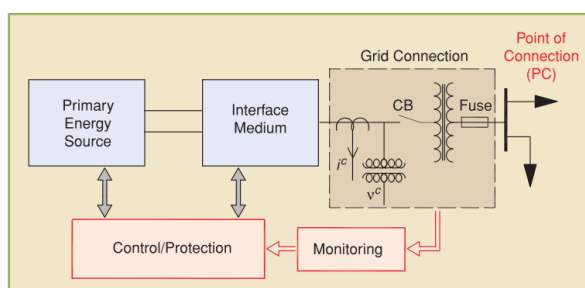 Point of
Connection
(PC)
Grid Connection
Primary
Energy
Source
Interface
Medium
CB
Fuse
i^c
v^c
Control/Protection
Monitoring